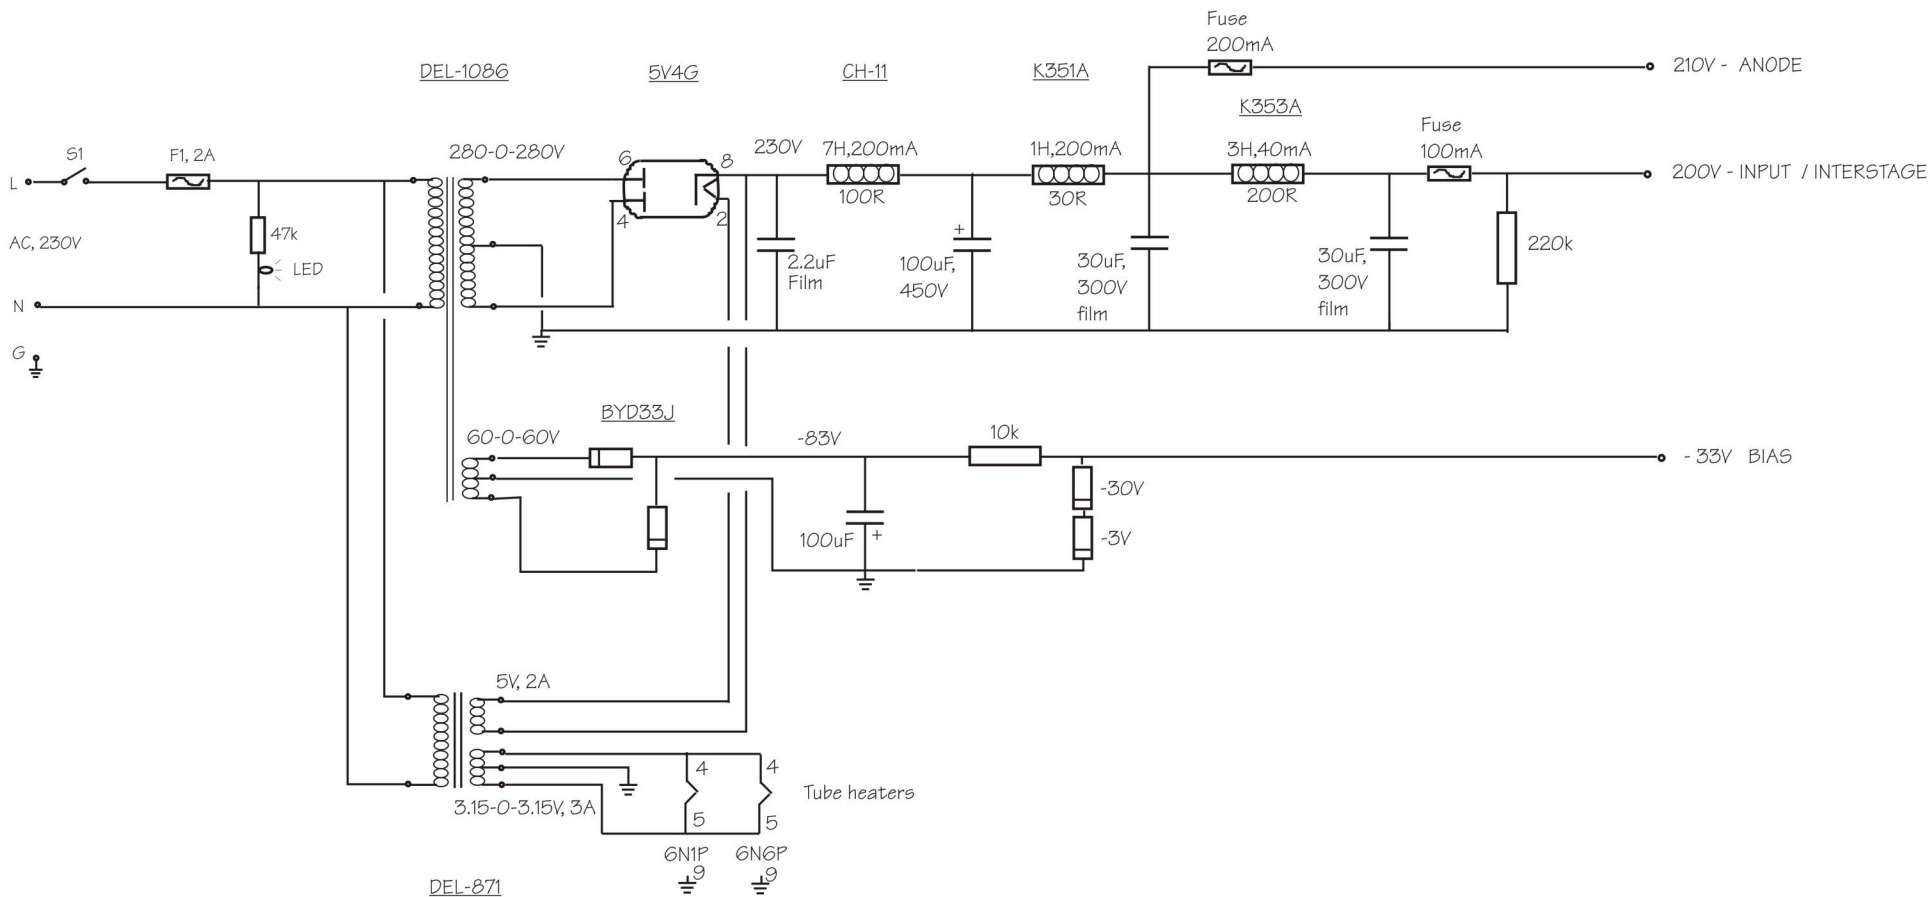 Fuse
200mA
210V - ANODE
DEL-1086
5V4G
CH-11
K351A
K353A
Fuse
100mA
S1
F1, 2A
280-0-280V
6
8
230V
7H,200mA
1H,200mA
3H,40mA
L
100R
30R
200R
200V - INPUT / INTERSTAGE
4
2
AC, 230V
47k
LED
2.2uF
Film
+
100uF,
450V
30uF,
300V
film
30uF,
300V
film
220k
N
G
BYD33J
60-0-60V
-83V
10k
- 33V BIAS
-30V
100uF
+
-3V
5V, 2A
4
4
3.15-0-3.15V, 3A
Tube heaters
5
5
6N1P
6N6P
9
9
DEL-871